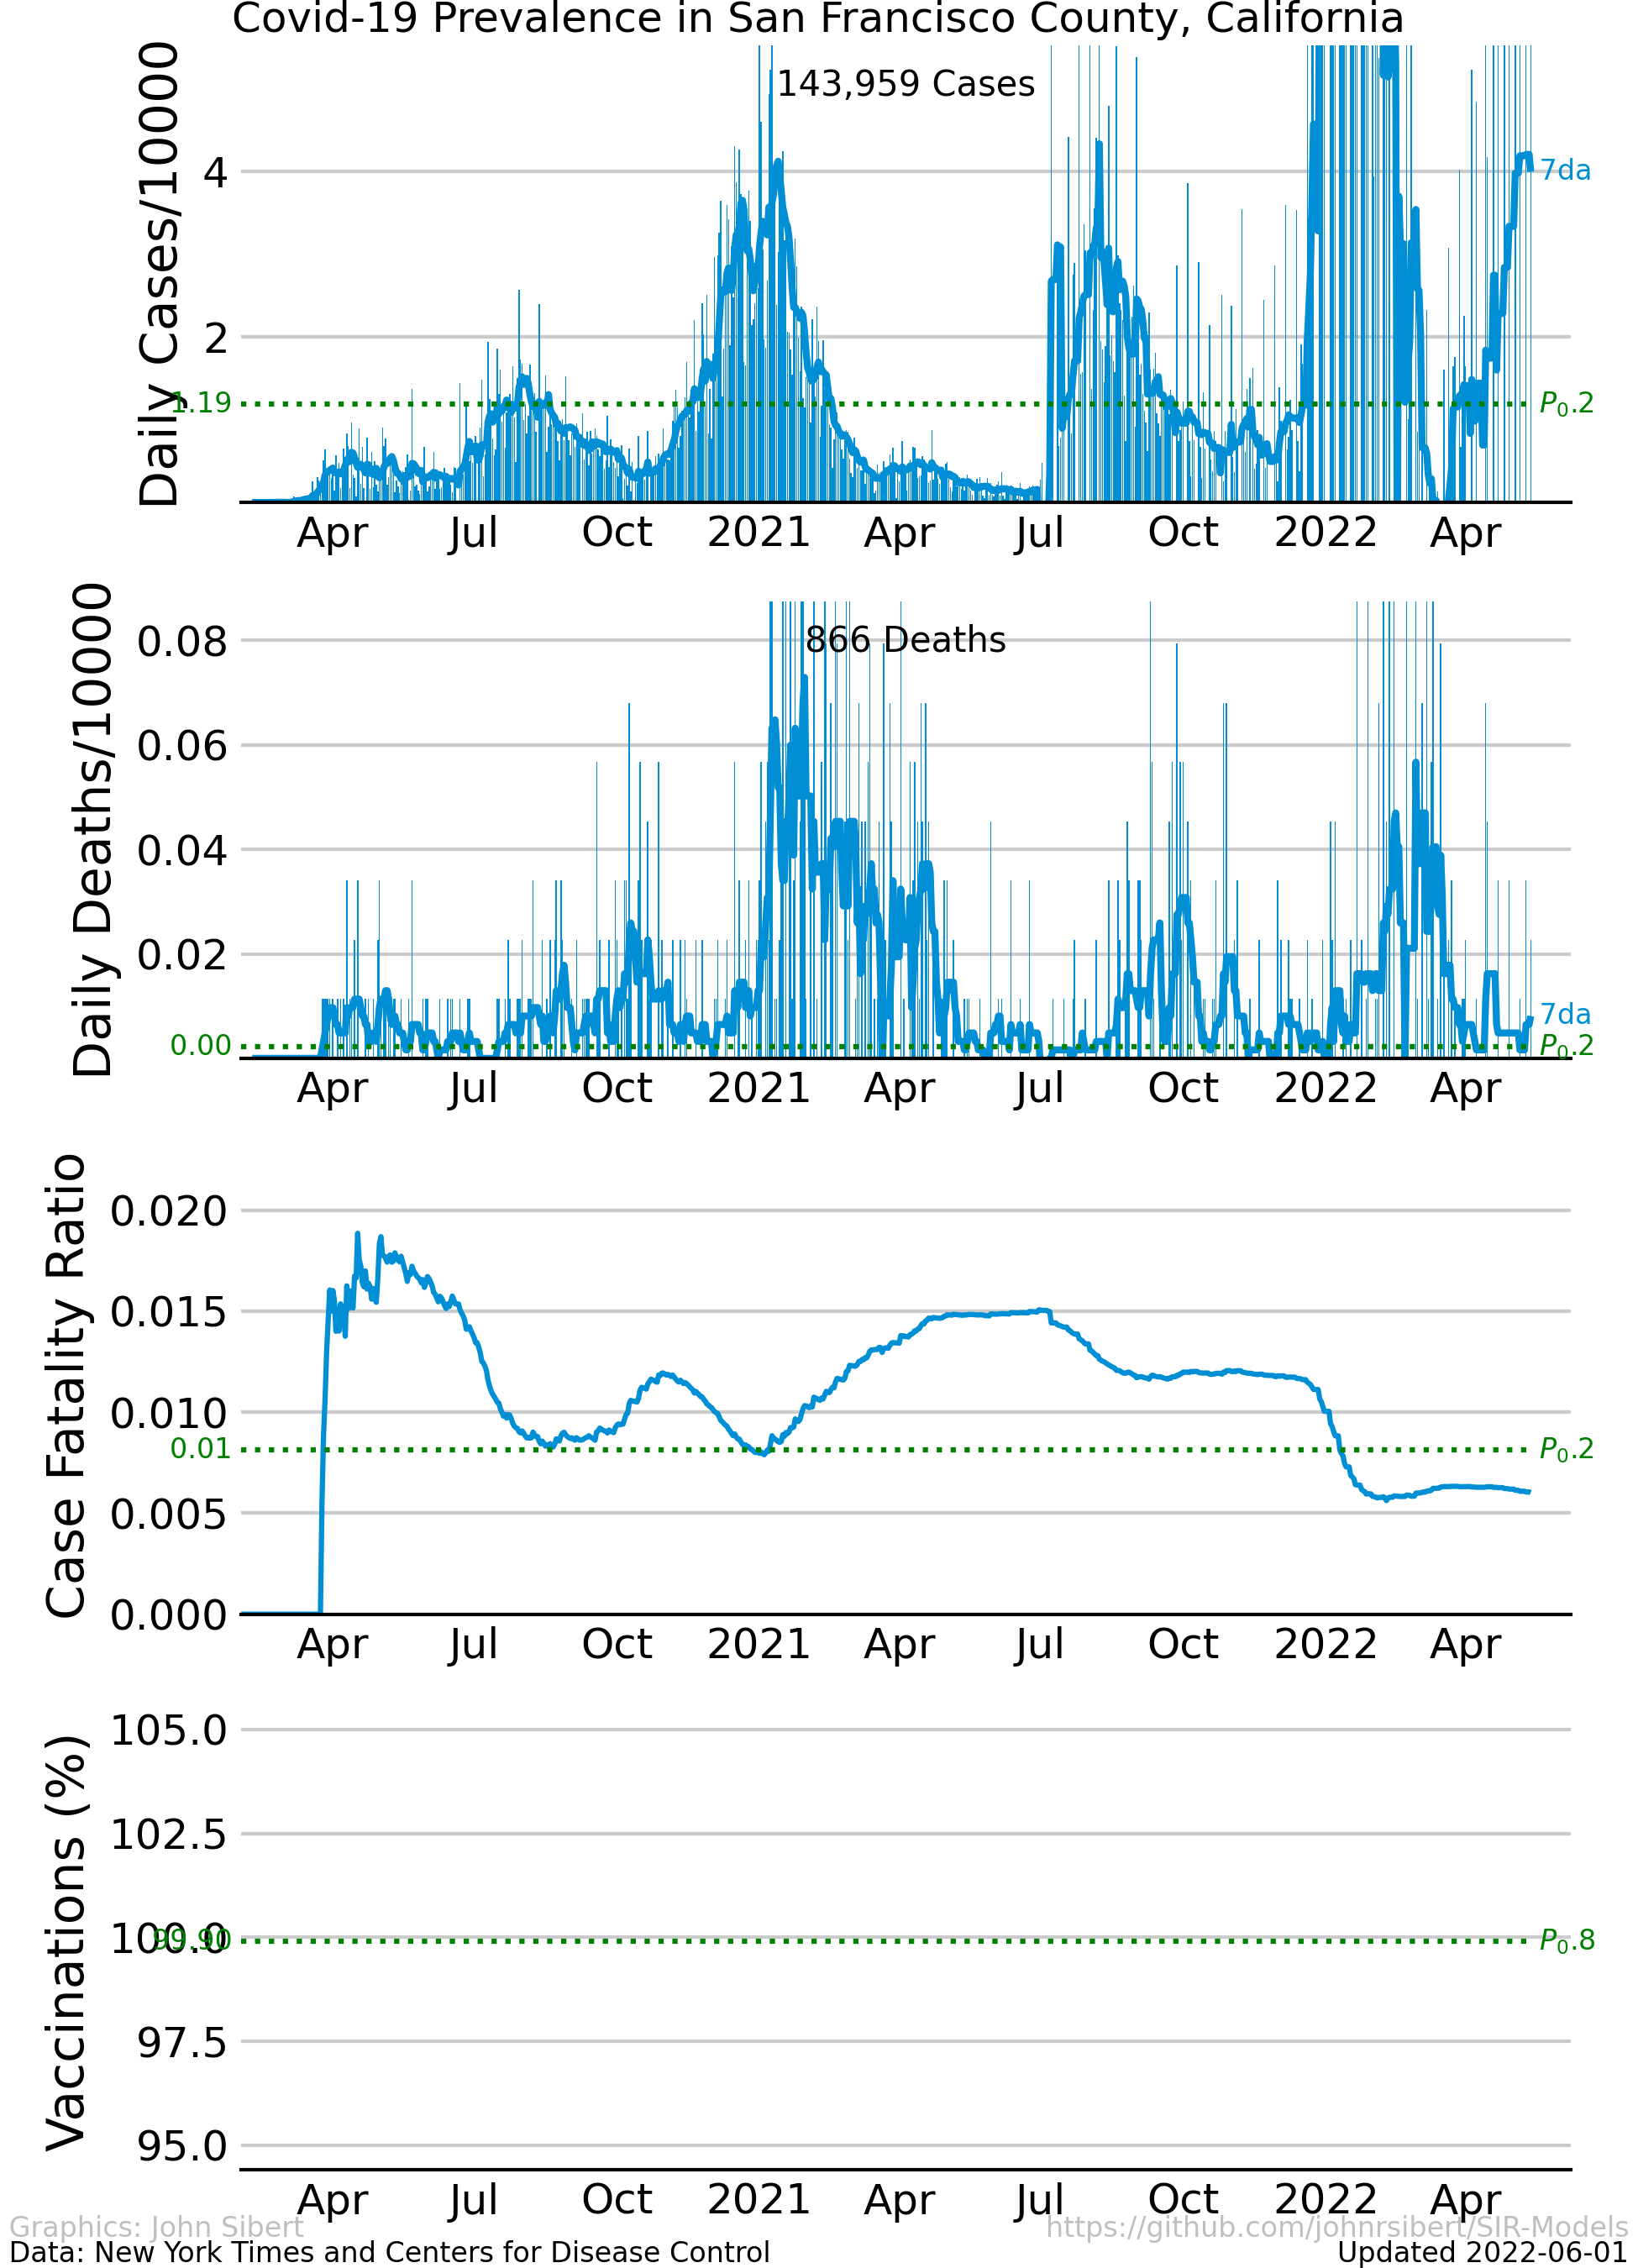 Covid-19 Prevalence in San Francisco County, California
Daily Cases/10000
143,959 Cases
4
2
1.19
7da
P0.2
Apr Jul Oct 2021 Apr Jul Oct 2022 Apr
Daily Deaths/10000
866 Deaths
0.08
0.06
0.04
0.02
0.00
7da
P0.2
Apr Jul Oct 2021 Apr Jul Oct 2022 Apr
Case Fatality Ratio
0.020
0.015
0.010
0.01
0.005
0.000
P0.2
Apr Jul Oct 2021 Apr Jul Oct 2022 Apr
Vaccinations (%)
105.0
102.5
100.0
99.90
97.5
95.0
P0.8
Apr Jul Oct 2021 Apr Jul Oct 2022 Apr
Graphics: John Sibert
https://github.com/johnrsibert/SIR-Models
Data: New York Times and Centers for Disease Control
Updated 2022-06-01